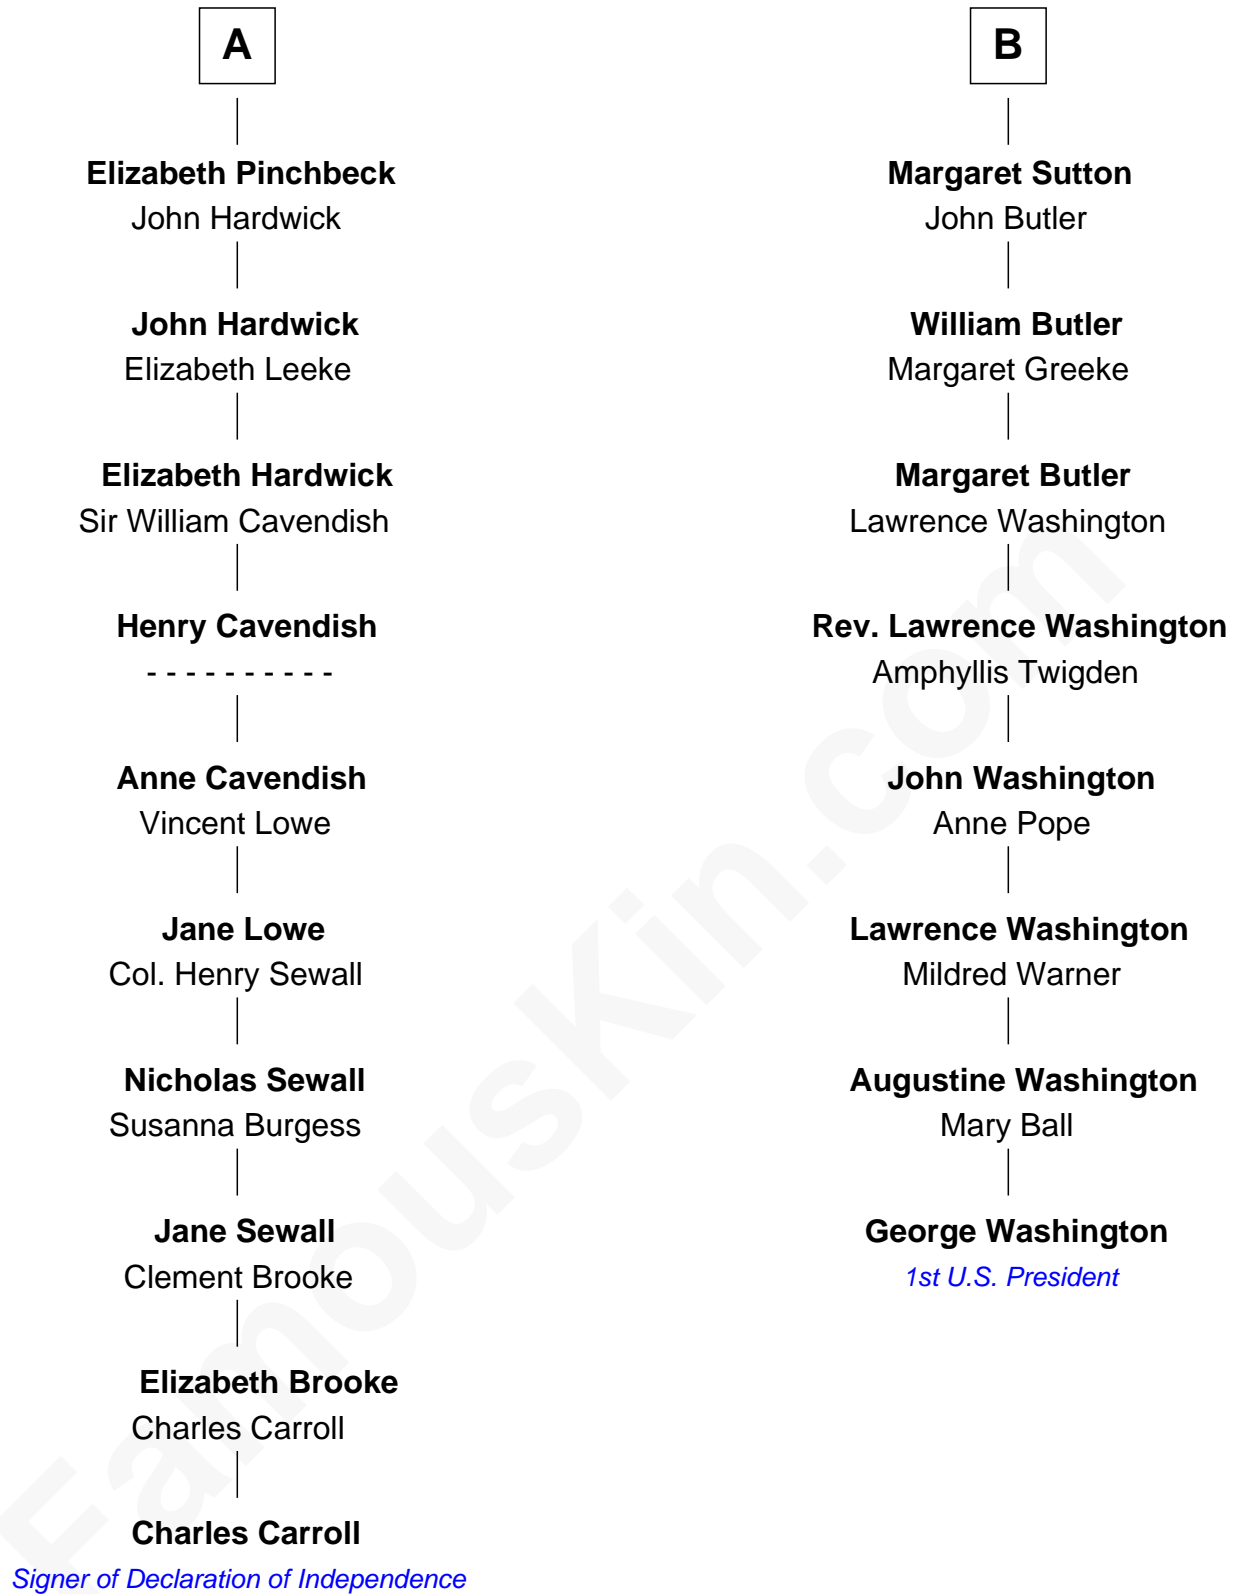 A
Elizabeth Pinchbeck
John Hardwick
John Hardwick
Elizabeth Leeke
Elizabeth Hardwick
Sir William Cavendish
Henry Cavendish
- - - - - - - - - -
Anne Cavendish
Vincent Lowe
Jane Lowe
Col. Henry Sewall
Nicholas Sewall
Susanna Burgess
Jane Sewall
Clement Brooke
Elizabeth Brooke
Charles Carroll
Charles Carroll
Signer of Declaration of Independence
B
Margaret Sutton
John Butler
William Butler
Margaret Greeke
Margaret Butler
Lawrence Washington
Rev. Lawrence Washington
Amphyllis Twigden
John Washington
Anne Pope
Lawrence Washington
Mildred Warner
Augustine Washington
Mary Ball
George Washington
1st U.S. President
FamousKin.com